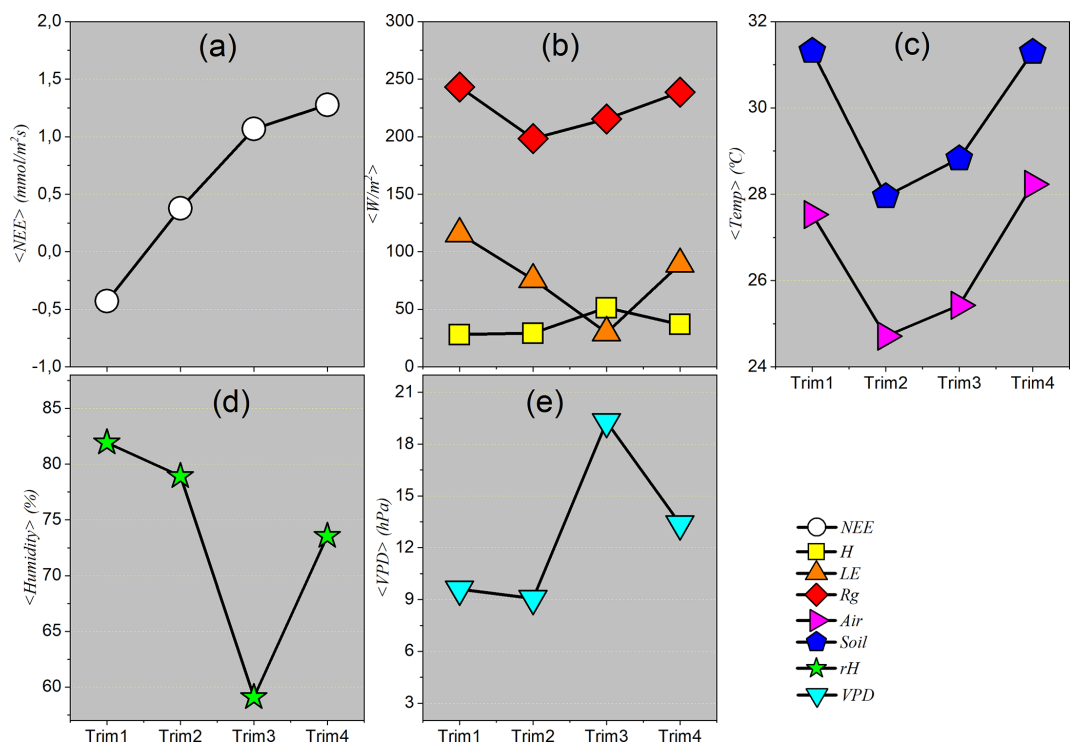 (a)
<NEE> (mmol/m²s)
2,0
1,5
1,0
0,5
0,0
-0,5
-1,0
(b)
<W/m²>
300
250
200
150
100
50
0
(c)
<Temp> (ºC)
32
30
28
26
24
Trim1 Trim2 Trim3 Trim4
(d)
<Humidity> (%)
85
80
75
70
65
60
Trim1 Trim2 Trim3 Trim4
(e)
<VPD> (hPa)
21
18
15
12
9
6
3
Trim1 Trim2 Trim3 Trim4
NEE
H
LE
Rg
Air
Soil
rH
VPD